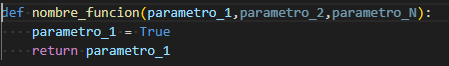 def nombre_funcion(parametro_1,parametro_2,parametro_N):
    parametro_1 = True
    return parametro_1